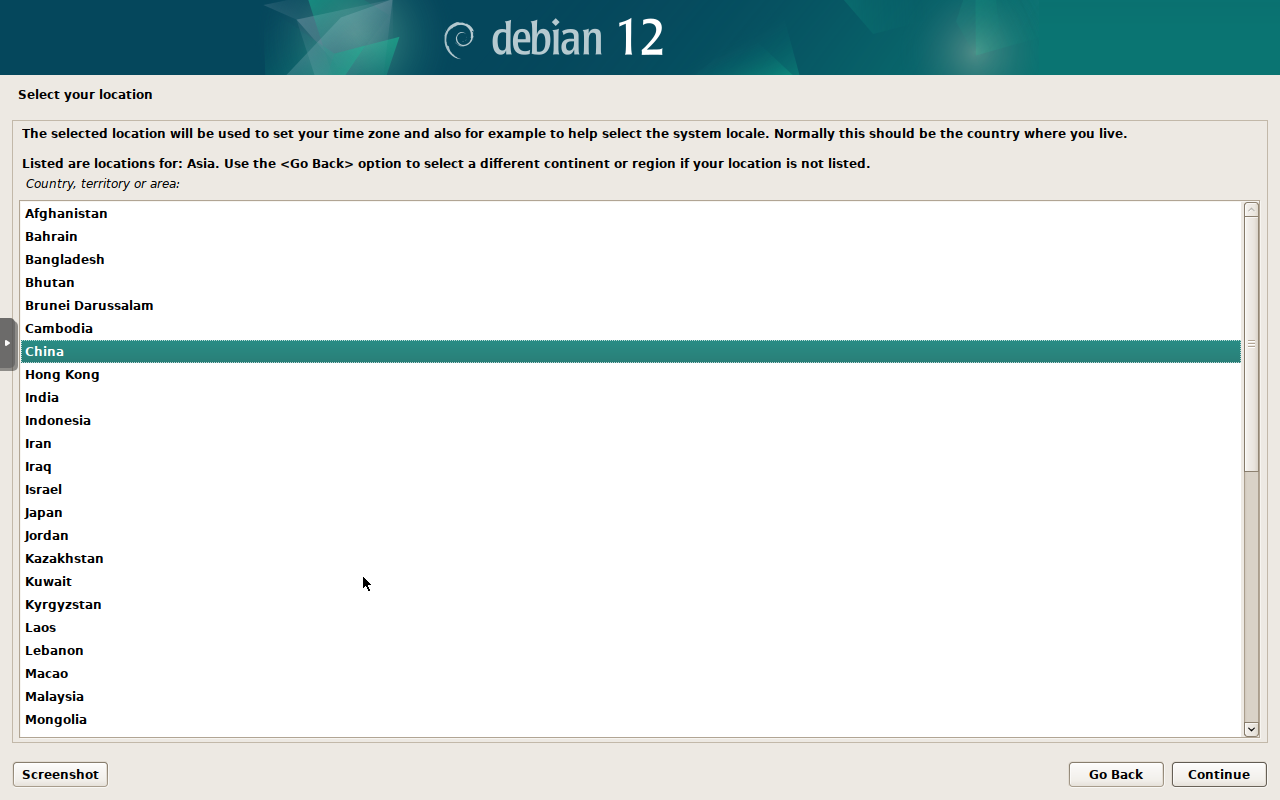 debian 12
Select your location
The selected location will be used to set your time zone and also for example to help select the system locale. Normally this should be the country where you live.
Listed are locations for: Asia. Use the <Go Back> option to select a different continent or region if your location is not listed.
Country, territory or area:
Afghanistan
Bahrain
Bangladesh
Bhutan
Brunei Darussalam
Cambodia
China
Hong Kong
India
Indonesia
Iran
Iraq
Israel
Japan
Jordan
Kazakhstan
Kuwait
Kyrgyzstan
Laos
Lebanon
Macao
Malaysia
Mongolia
Screenshot
Go Back
Continue